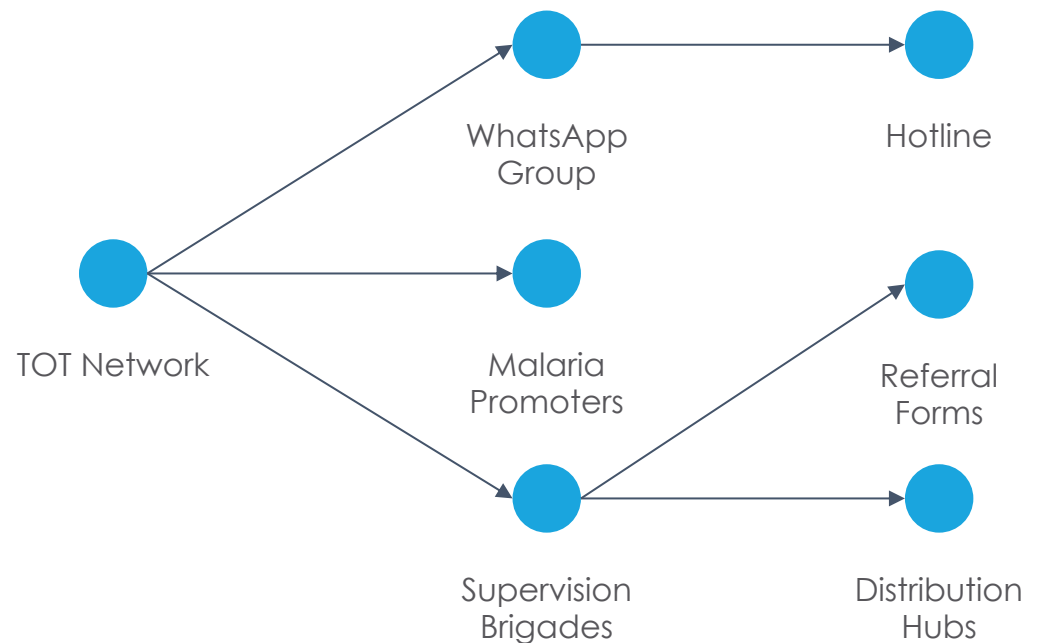 WhatsApp
Group
Hotline
TOT Network
Malaria
Promoters
Referral
Forms
Supervision
Brigades
Distribution
Hubs